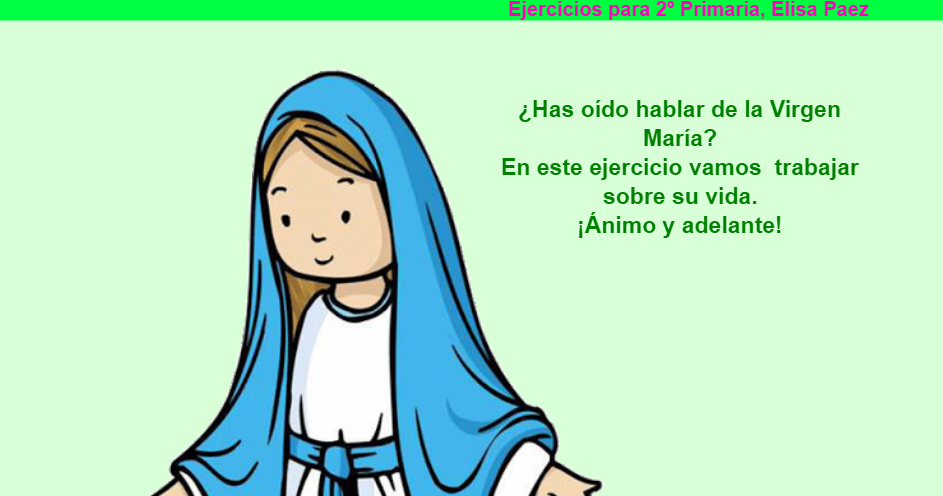 Ejercicios para 2º Primaria, Elisa Paez
¿Has oído hablar de la Virgen
María?
En este ejercicio vamos  trabajar
sobre su vida.
¡Ánimo y adelante!